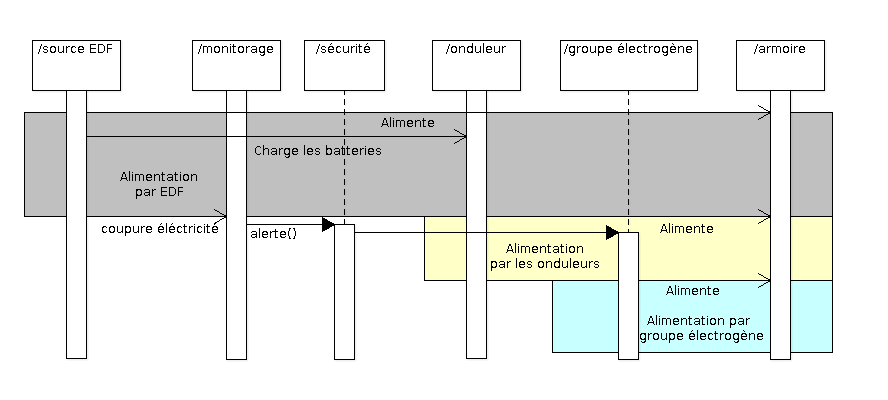 /source EDF
/monitorage
/sécurité
/onduleur
/groupe électrogène
/armoire
Alimente
Charge les batteries
Alimentation
par EDF
coupure éléctricité
alerte()
Alimente
Alimentation
par les onduleurs
Alimente
Alimentation par
groupe électrogène